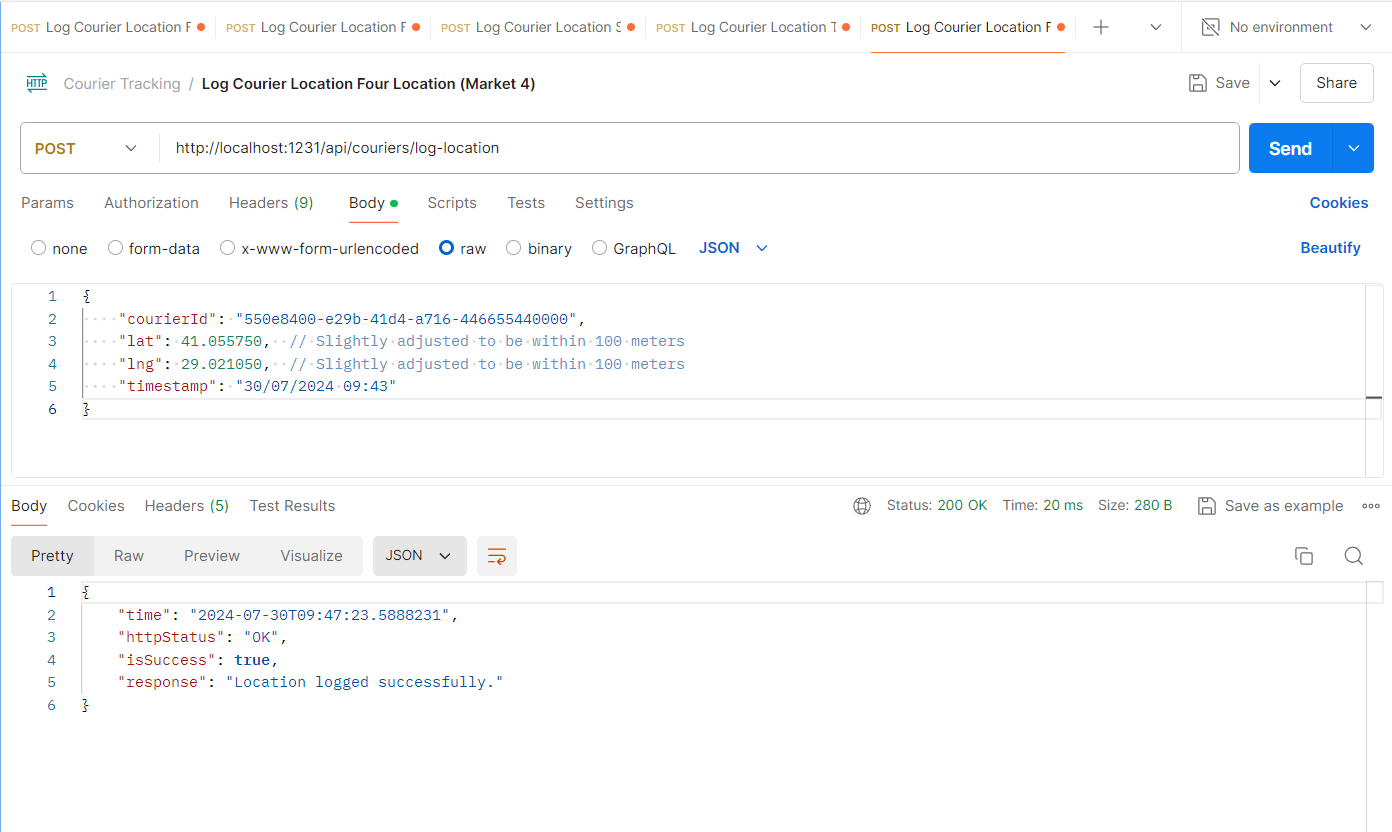 POST Log Courier Location F POST Log Courier Location F POST Log Courier Location S POST Log Courier Location T POST Log Courier Location F No environment
HTTP Courier Tracking / Log Courier Location Four Location (Market 4) Save Share
POST http://localhost:1231/api/couriers/log-location Send
Params Authorization Headers (9) Body Scripts Tests Settings Cookies
none form-data x-www-form-urlencoded raw binary GraphQL JSON Beautify
1 {
2 "courierId": "550e8400-e29b-41d4-a716-446655440000",
3 "lat": 41.055750, // Slightly adjusted to be within 100 meters
4 "lng": 29.021050, // Slightly adjusted to be within 100 meters
5 "timestamp": "30/07/2024 09:43"
6 }
Body Cookies Headers (5) Test Results Status: 200 OK Time: 20 ms Size: 280 B Save as example
Pretty Raw Preview Visualize JSON
1 {
2 "time": "2024-07-30T09:47:23.5888231",
3 "httpStatus": "OK",
4 "isSuccess": true,
5 "response": "Location logged successfully."
6 }